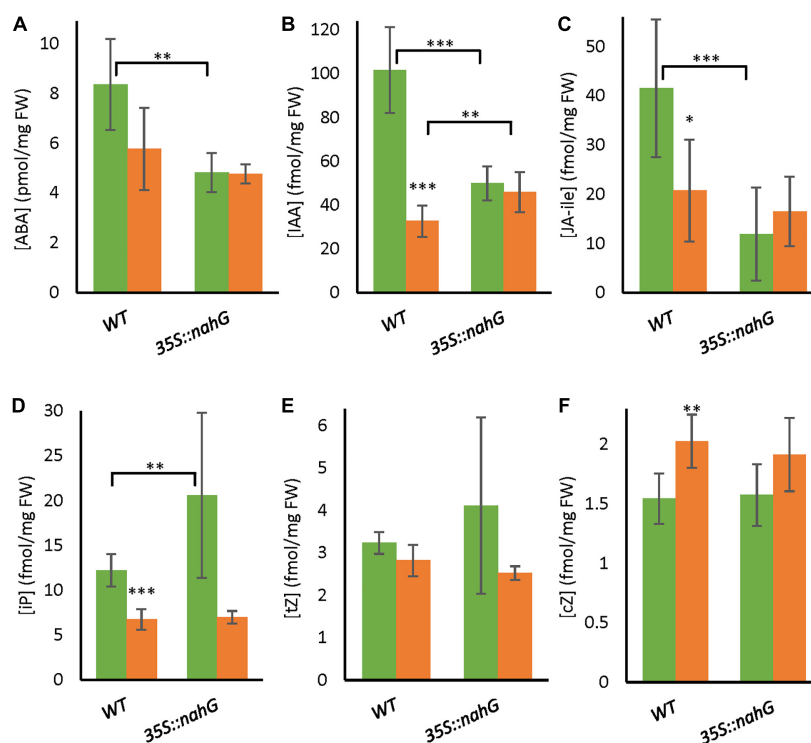 A
[ABA] (pmol/mg FW)
10
8
6
4
2
0
**
WT
35S::nahG
B
[IAA] (fmol/mg FW)
120
100
80
60
40
20
0
***
**
***
WT
35S::nahG
C
[JA-ile] (fmol/mg FW)
50
40
30
20
10
0
***
*
WT
35S::nahG
D
[iP] (fmol/mg FW)
30
25
20
15
10
5
0
**
***
WT
35S::nahG
E
[tZ] (fmol/mg FW)
6
5
4
3
2
1
0
WT
35S::nahG
F
[cZ] (fmol/mg FW)
2
1.5
1
0.5
0
**
WT
35S::nahG